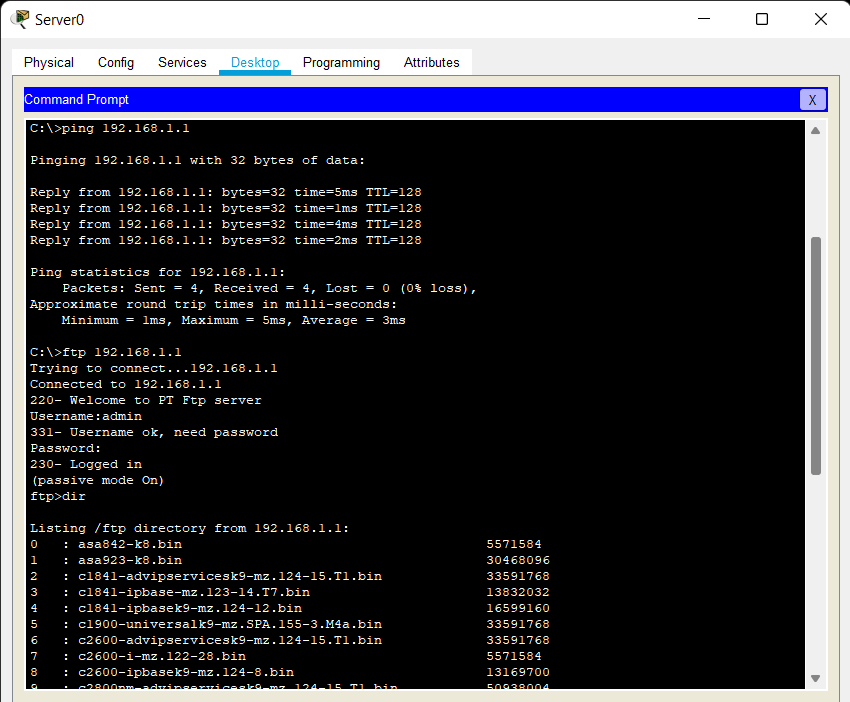 Server0
Physical Config Services Desktop Programming Attributes
Command Prompt X
C:\>ping 192.168.1.1
Pinging 192.168.1.1 with 32 bytes of data:
Reply from 192.168.1.1: bytes=32 time=5ms TTL=128
Reply from 192.168.1.1: bytes=32 time=1ms TTL=128
Reply from 192.168.1.1: bytes=32 time=4ms TTL=128
Reply from 192.168.1.1: bytes=32 time=2ms TTL=128
Ping statistics for 192.168.1.1:
Packets: Sent = 4, Received = 4, Lost = 0 (0% loss),
Approximate round trip times in milli-seconds:
Minimum = 1ms, Maximum = 5ms, Average = 3ms
C:\>ftp 192.168.1.1
Trying to connect...192.168.1.1
Connected to 192.168.1.1
220- Welcome to PT Ftp server
Username:admin
331- Username ok, need password
Password:
230- Logged in
(passive mode On)
ftp>dir
Listing /ftp directory from 192.168.1.1:
0 : asa842-k8.bin 5571584
1 : asa923-k8.bin 30468096
2 : c1841-advipservicesk9-mz.124-15.T1.bin 33591768
3 : c1841-ipbase-mz.123-14.T7.bin 13832032
4 : c1841-ipbasek9-mz.124-12.bin 16599160
5 : c1900-universalk9-mz.SPA.155-3.M4a.bin 33591768
6 : c2600-advipservicesk9-mz.124-15.T1.bin 33591768
7 : c2600-i-mz.122-28.bin 5571584
8 : c2600-ipbasek9-mz.124-8.bin 13169700
9 : c2800nm-advipservicesk9-mz.124-15.T1.bin 50938004